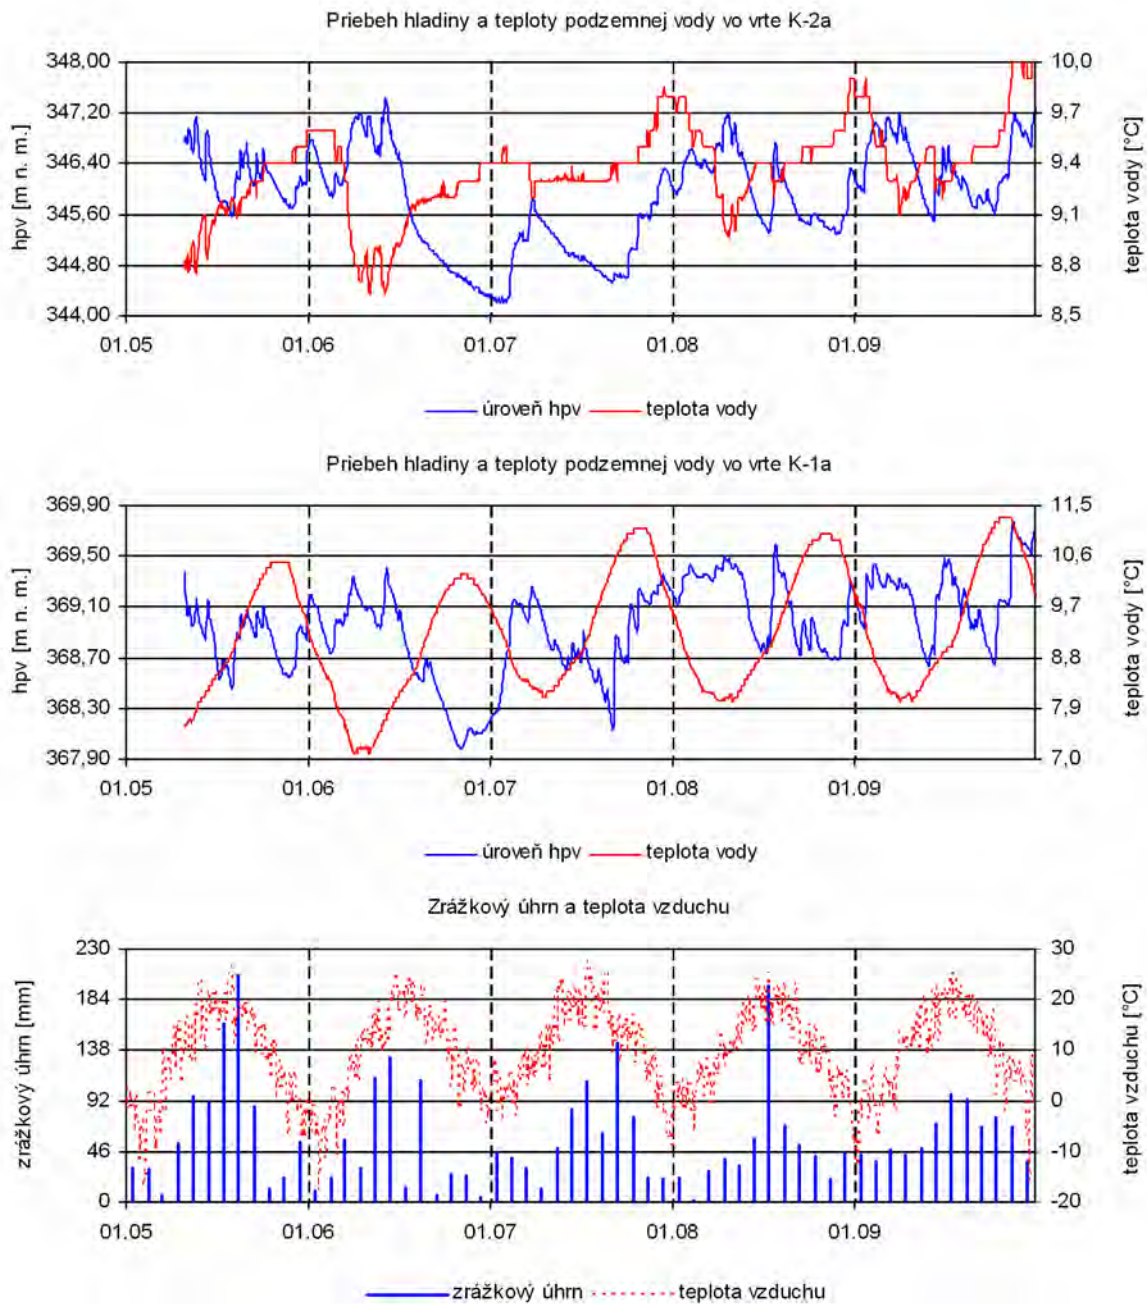 Priebeh hladiny a teploty podzemnej vody vo vrte K-2a
348,00
347,20
346,40
345,60
344,80
344,00
hpv [m n. m.]
10,0
9,7
9,4
9,1
8,8
8,5
teplota vody [°C]
01.05 01.06 01.07 01.08 01.09
úroveň hpv teplota vody
Priebeh hladiny a teploty podzemnej vody vo vrte K-1a
369,90
369,50
369,10
368,70
368,30
367,90
hpv [m n. m.]
11,5
10,6
9,7
8,8
7,9
7,0
teplota vody [°C]
01.05 01.06 01.07 01.08 01.09
úroveň hpv teplota vody
Zrážkový úhrn a teplota vzduchu
230
184
138
92
46
0
zrážkový úhrn [mm]
30
20
10
0
-10
-20
teplota vzduchu [°C]
01.05 01.06 01.07 01.08 01.09
zrážkový úhrn teplota vzduchu